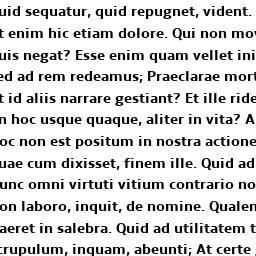 uid sequatur, quid repugnet, vident.
t enim hic etiam dolore. Qui non mov
uis negat? Esse enim quam vellet ini
ed ad rem redeamus; Praeclarae mort
t id aliis narrare gestiant? Et ille ride
n hoc usque quaque, aliter in vita? A
oc non est positum in nostra actione
uae cum dixisset, finem ille. Quid ad
unc omni virtuti vitium contrario no
on laboro, inquit, de nomine. Qualem
aeret in salebra. Quid ad utilitatem t
crupulum, inquam, abeunti; At certe